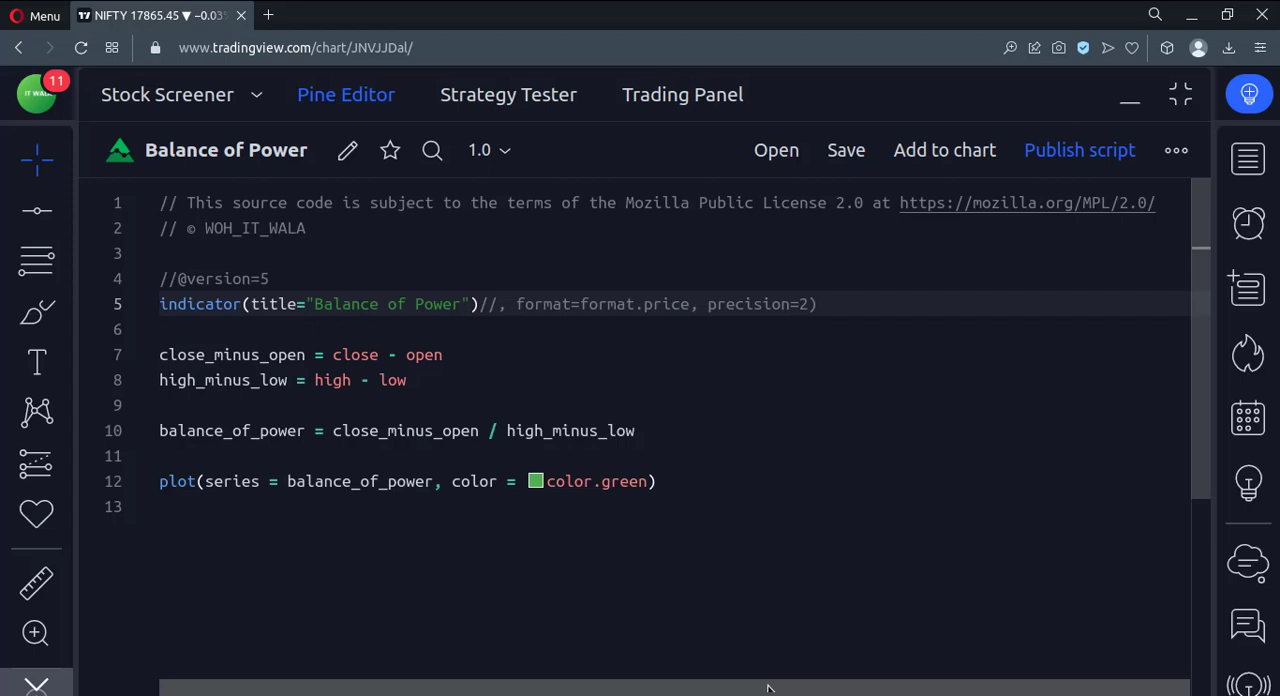 Menu
NIFTY 17865.45 ▼ −0.03
www.tradingview.com/chart/JNVJJDal/
IT WALA
11
Stock Screener Pine Editor Strategy Tester Trading Panel
Balance of Power 1.0 Open Save Add to chart Publish script
1 // This source code is subject to the terms of the Mozilla Public License 2.0 at https://mozilla.org/MPL/2.0/
2 // © WOH_IT_WALA
3
4 //@version=5
5 indicator(title="Balance of Power")//, format=format.price, precision=2)
6
7 close_minus_open = close - open
8 high_minus_low = high - low
9
10 balance_of_power = close_minus_open / high_minus_low
11
12 plot(series = balance_of_power, color = color.green)
13